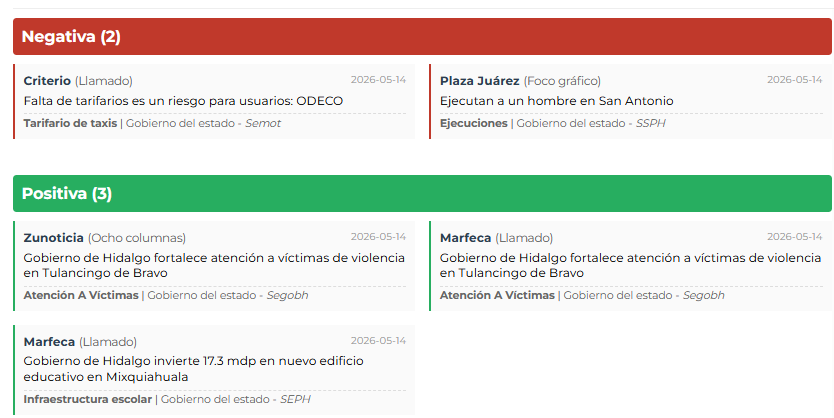 Negativa (2)
Criterio (Llamado) 2026-05-14
Falta de tarifarios es un riesgo para usuarios: ODECO
Tarifario de taxis | Gobierno del estado - Semot
Plaza Juárez (Foco gráfico) 2026-05-14
Ejecutan a un hombre en San Antonio
Ejecuciones | Gobierno del estado - SSPH
Positiva (3)
Zunoticia (Ocho columnas) 2026-05-14
Gobierno de Hidalgo fortalece atención a víctimas de violencia
en Tulancingo de Bravo
Atención A Víctimas | Gobierno del estado - Segobh
Marfeca (Llamado) 2026-05-14
Gobierno de Hidalgo fortalece atención a víctimas de violencia
en Tulancingo de Bravo
Atención A Víctimas | Gobierno del estado - Segobh
Marfeca (Llamado) 2026-05-14
Gobierno de Hidalgo invierte 17.3 mdp en nuevo edificio
educativo en Mixquiahuala
Infraestructura escolar | Gobierno del estado - SEPH